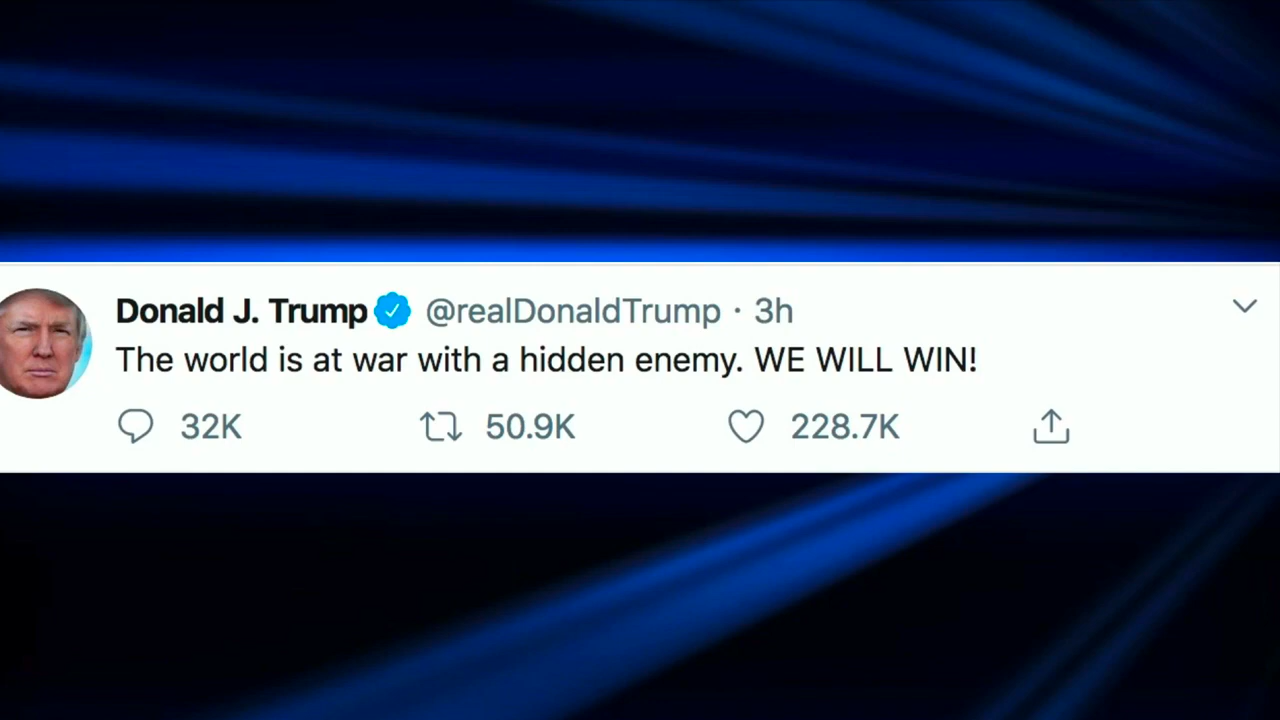 Donald J. Trump @realDonaldTrump · 3h
The world is at war with a hidden enemy. WE WILL WIN!
32K 50.9K 228.7K